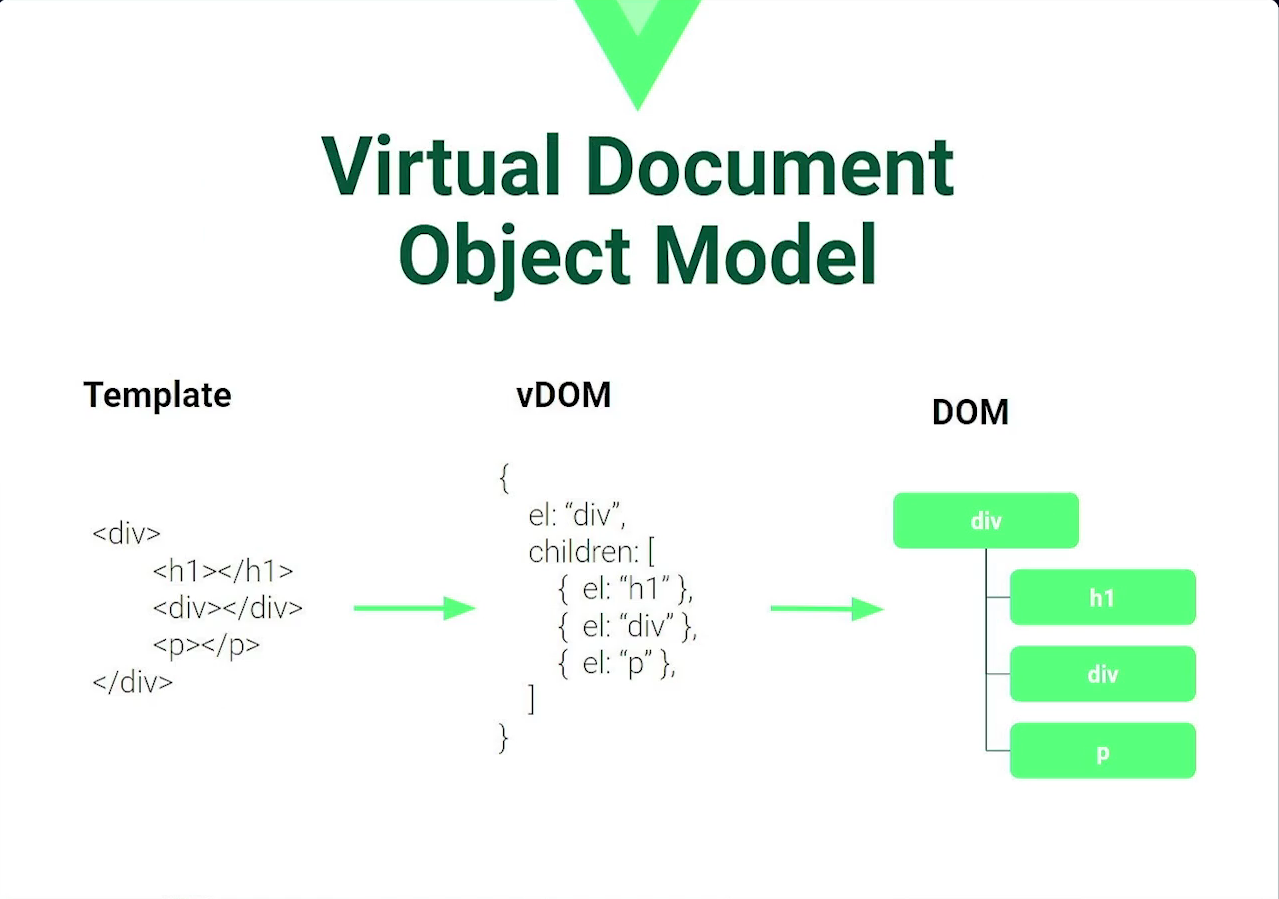 Virtual Document
Object Model
Template
<div>
<h1></h1>
<div></div>
<p></p>
</div>
vDOM
{
el: “div”,
children: [
{ el: “h1” },
{ el: “div” },
{ el: “p” },
]
}
DOM
div
h1
div
p